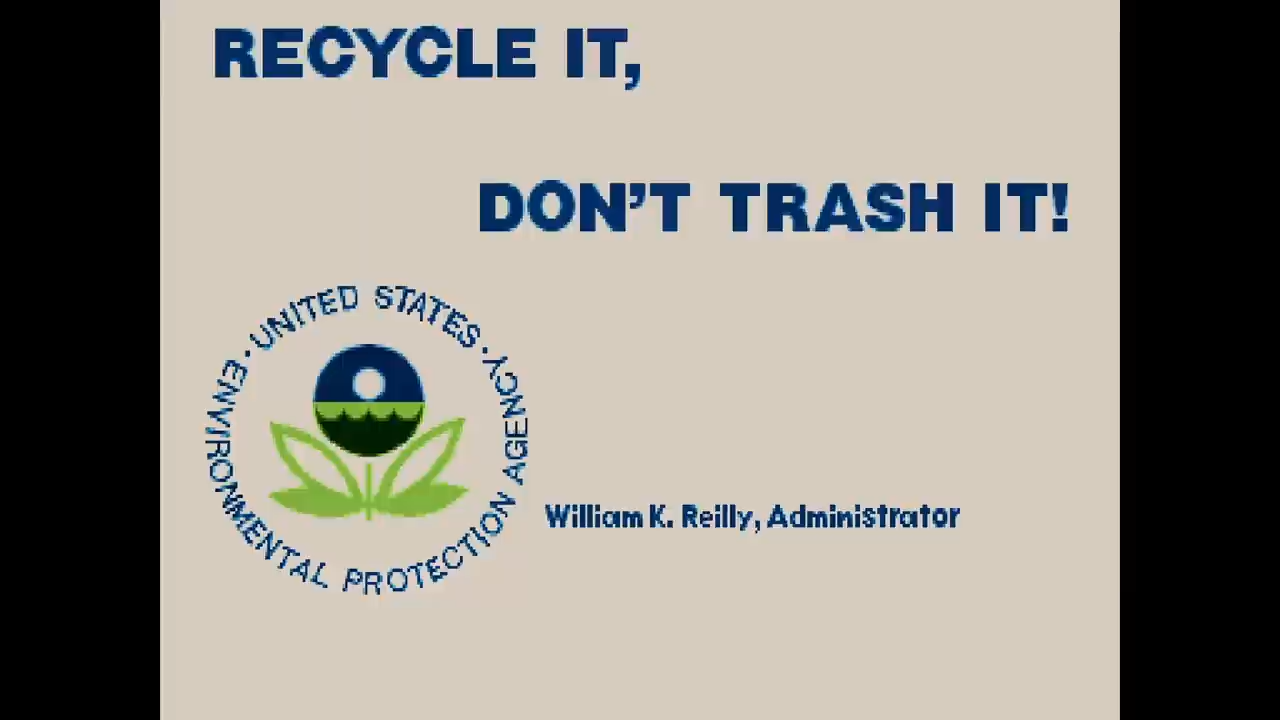 RECYCLE IT,
DON'T TRASH IT!
· UNITED STATES ·
ENVIRONMENTAL PROTECTION AGENCY
William K. Reilly, Administrator